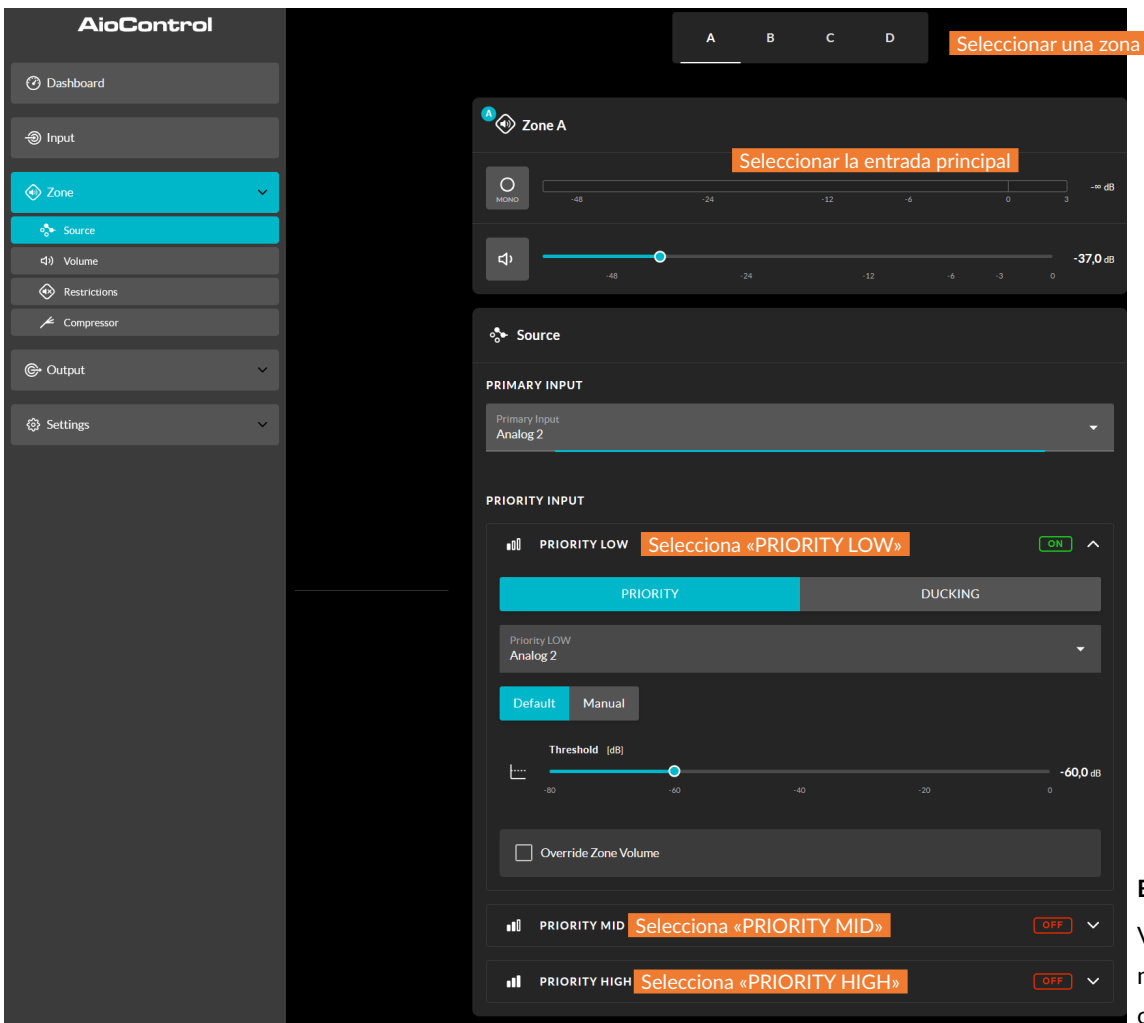 AioControl
Dashboard
Input
Zone
Source
Volume
Restrictions
Compressor
Output
Settings
A B C D
Seleccionar una zona
A
Zone A
Seleccionar la entrada principal
MONO
-48 -24 -12 -6 0 3
-∞ dB
-37,0 dB
-48 -24 -12 -6 -3 0
Source
PRIMARY INPUT
Primary Input
Analog 2
PRIORITY INPUT
PRIORITY LOW Selecciona «PRIORITY LOW» ON
PRIORITY DUCKING
Priority LOW
Analog 2
Default Manual
Threshold [dB]
-60,0 dB
-80 -60 -40 -20 0
Override Zone Volume
PRIORITY MID Selecciona «PRIORITY MID» OFF
PRIORITY HIGH Selecciona «PRIORITY HIGH» OFF